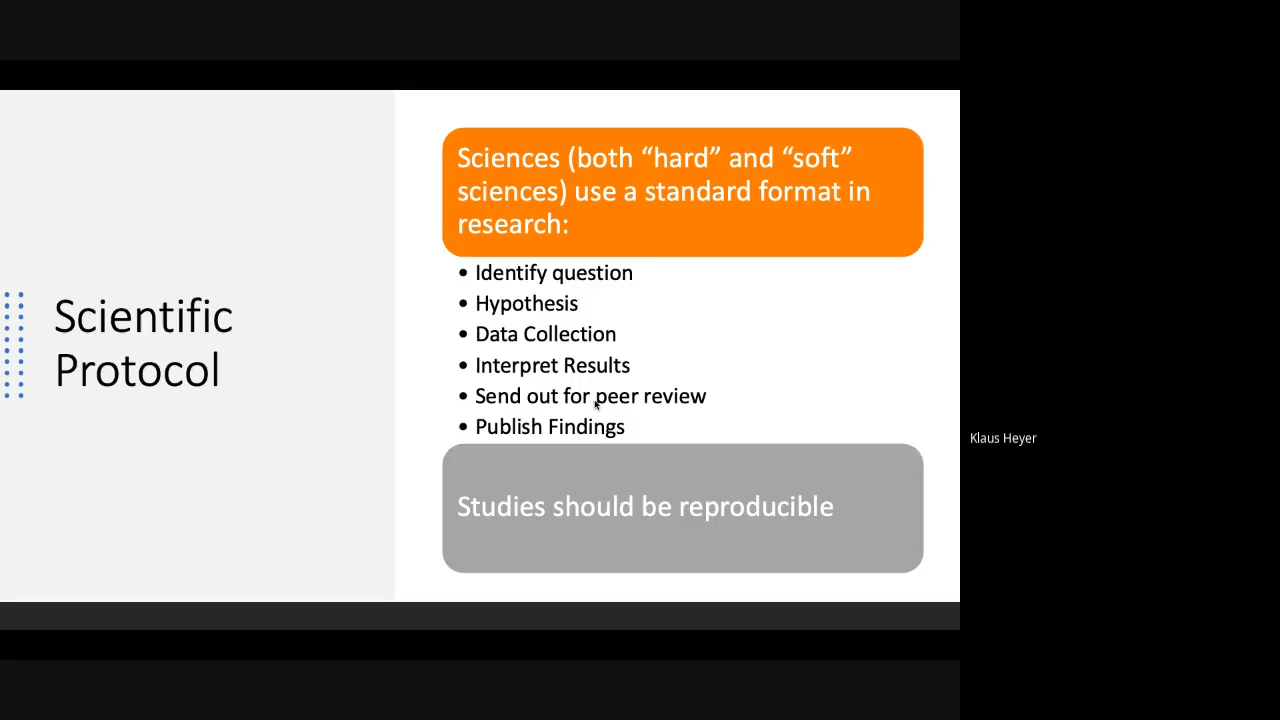 Scientific
Protocol
Sciences (both “hard” and “soft”
sciences) use a standard format in
research:
• Identify question
• Hypothesis
• Data Collection
• Interpret Results
• Send out for peer review
• Publish Findings
Studies should be reproducible
Klaus Heyer